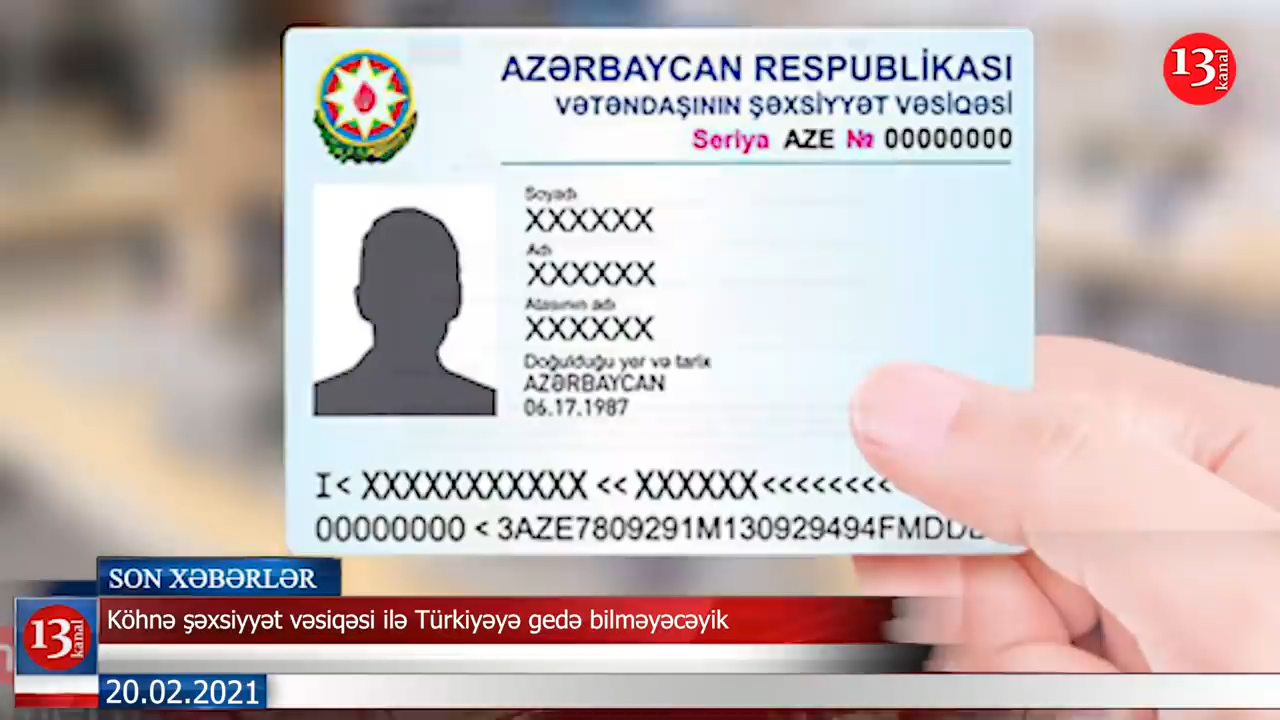 AZƏRBAYCAN RESPUBLİKASI
VƏTƏNDAŞININ ŞƏXSİYYƏT VƏSİQƏSİ
Seriya AZE № 00000000
13 kanal
Soyadı
XXXXXX
Adı
XXXXXX
Atasının adı
XXXXXX
Doğulduğu yer və tarix
AZƏRBAYCAN
06.17.1987
I< XXXXXXXXXXX << XXXXXX<<<<<<<<
00000000 < 3AZE7809291M130929494FMDD
SON XƏBƏRLƏR
Köhnə şəxsiyyət vəsiqəsi ilə Türkiyəyə gedə bilməyəcəyik
13 kanal
20.02.2021